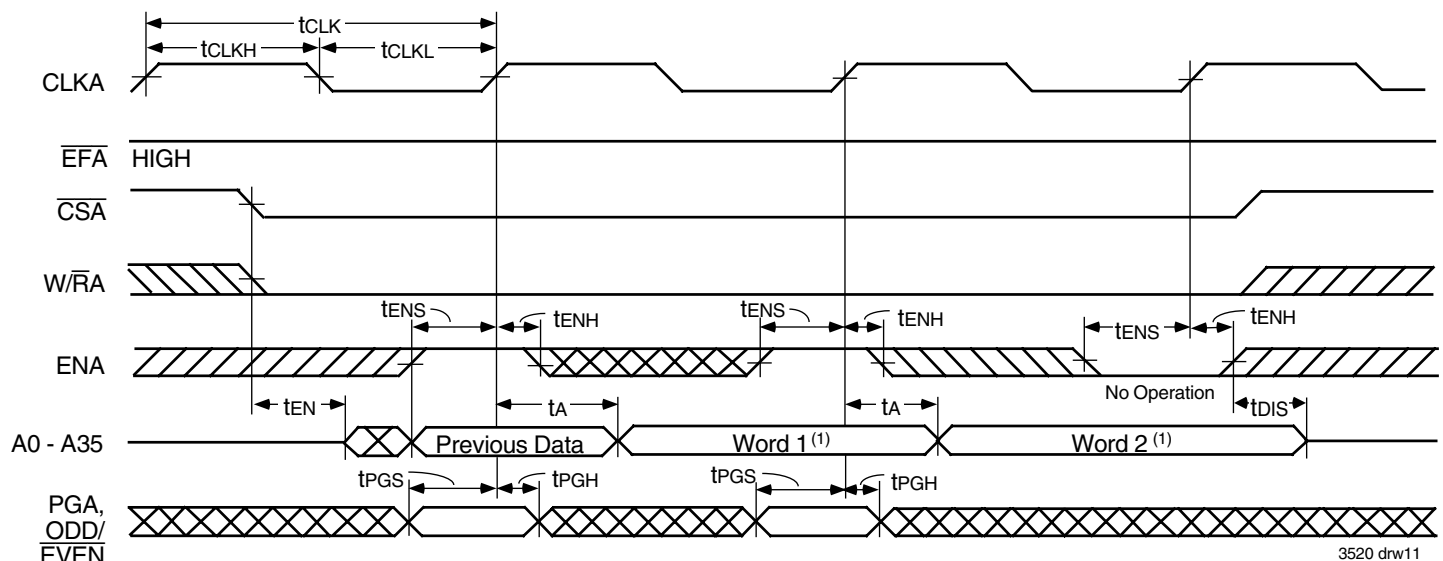 tCLK
tCLKH
tCLKL
CLKA
EFA HIGH
CSA
W/RA
tENS
tENH
tENS
tENH
tENS
tENH
ENA
No Operation
tEN
tA
tA
tDIS
A0 - A35
Previous Data
Word 1(1)
Word 2(1)
tPGS
tPGH
tPGS
tPGH
PGA,
ODD/
EVEN
3520 drw11